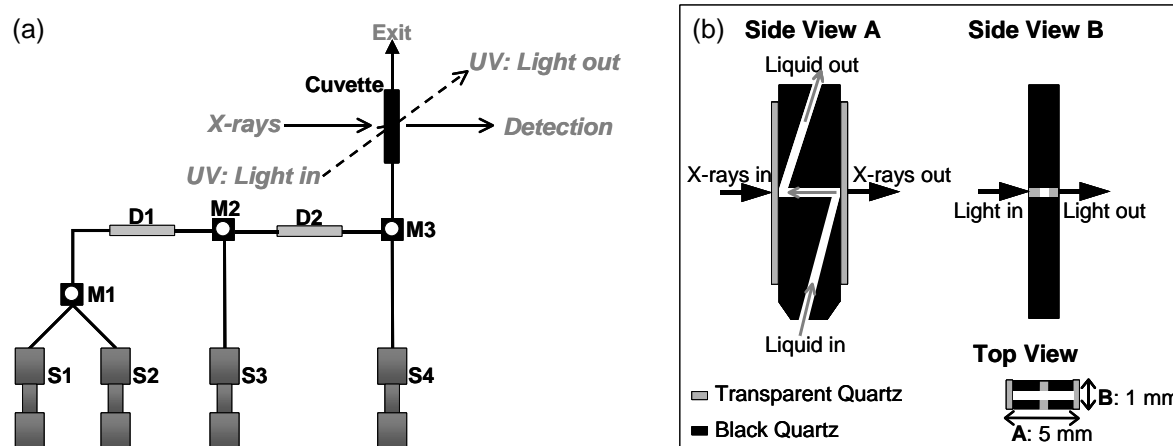 (a)
Exit
UV: Light out
Cuvette
X-rays
Detection
UV: Light in
D1
M2
D2
M3
M1
S1
S2
S3
S4
(b)
Side View A
Side View B
Liquid out
X-rays in
X-rays out
Light in
Light out
Liquid in
Top View
Transparent Quartz
Black Quartz
B: 1 mm
A: 5 mm